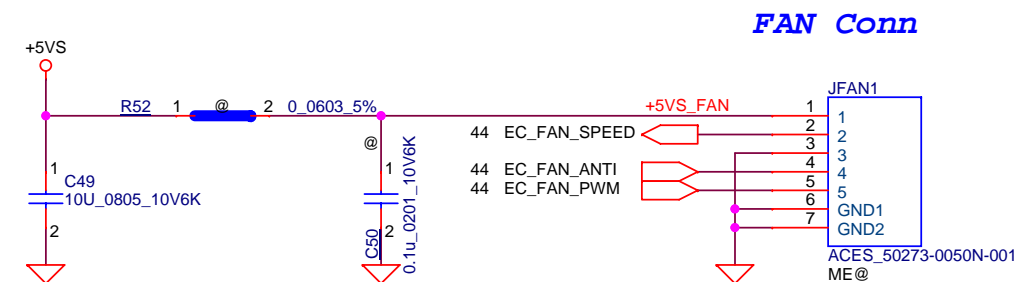 FAN Conn
+5VS
R52 1 @ 2 0_0603_5%
+5VS_FAN
JFAN1
1 1
44 EC_FAN_SPEED 2 2
3 3
44 EC_FAN_ANTI 4 4
44 EC_FAN_PWM 5 5
6 GND1
7 GND2
ACES_50273-0050N-001
ME@
1
C49
10U_0805_10V6K
2
@
1
2
C50
0.1u_0201_10V6K